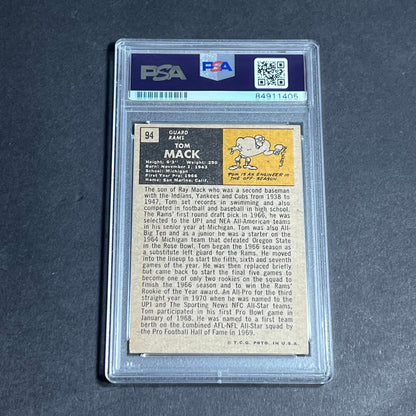 PSA
PSA
84911405
94
GUARD
RAMS
TOM
MACK
Height: 6-3" Weight: 250
Born: November 1, 1943
School: Michigan
First Year Pro: 1966
Home: San Marino, Calif.
TOM IS AN ENGINEER IN
THE OFF-SEASON.
The son of Ray Mack who was a second baseman
with the Indians, Yankees and Cubs from 1938 to
1947, Tom set records in swimming and also
competed in football and baseball in high school.
The Rams' first round draft pick in 1966, he was
selected to the UPI and NEA All-American teams
in his senior year at Michigan. Tom was also All-
Big Ten and as a junior he was a starter on the
1964 Michigan team that defeated Oregon State
in the Rose Bowl. Tom began the 1966 season as
a substitute left guard for the Rams. He moved
into the lineup to start the fifth, sixth and seventh
games of the year. He was then replaced briefly
but came back to start the final five games to
become one of only two rookies on the squad to
finish the 1966 season and to win the Rams'
Rookie of the Year award. An All-Pro for the third
straight year in 1970 when he was named to the
UPI and The Sporting News NFC All-Star teams,
Tom participated in his first Pro Bowl game in
January of 1968. He was named to a first team
berth on the combined AFL-NFL All-Star squad by
the Pro Football Hall of Fame in 1969.
© T.C.G. PRTD. IN U.S.A.